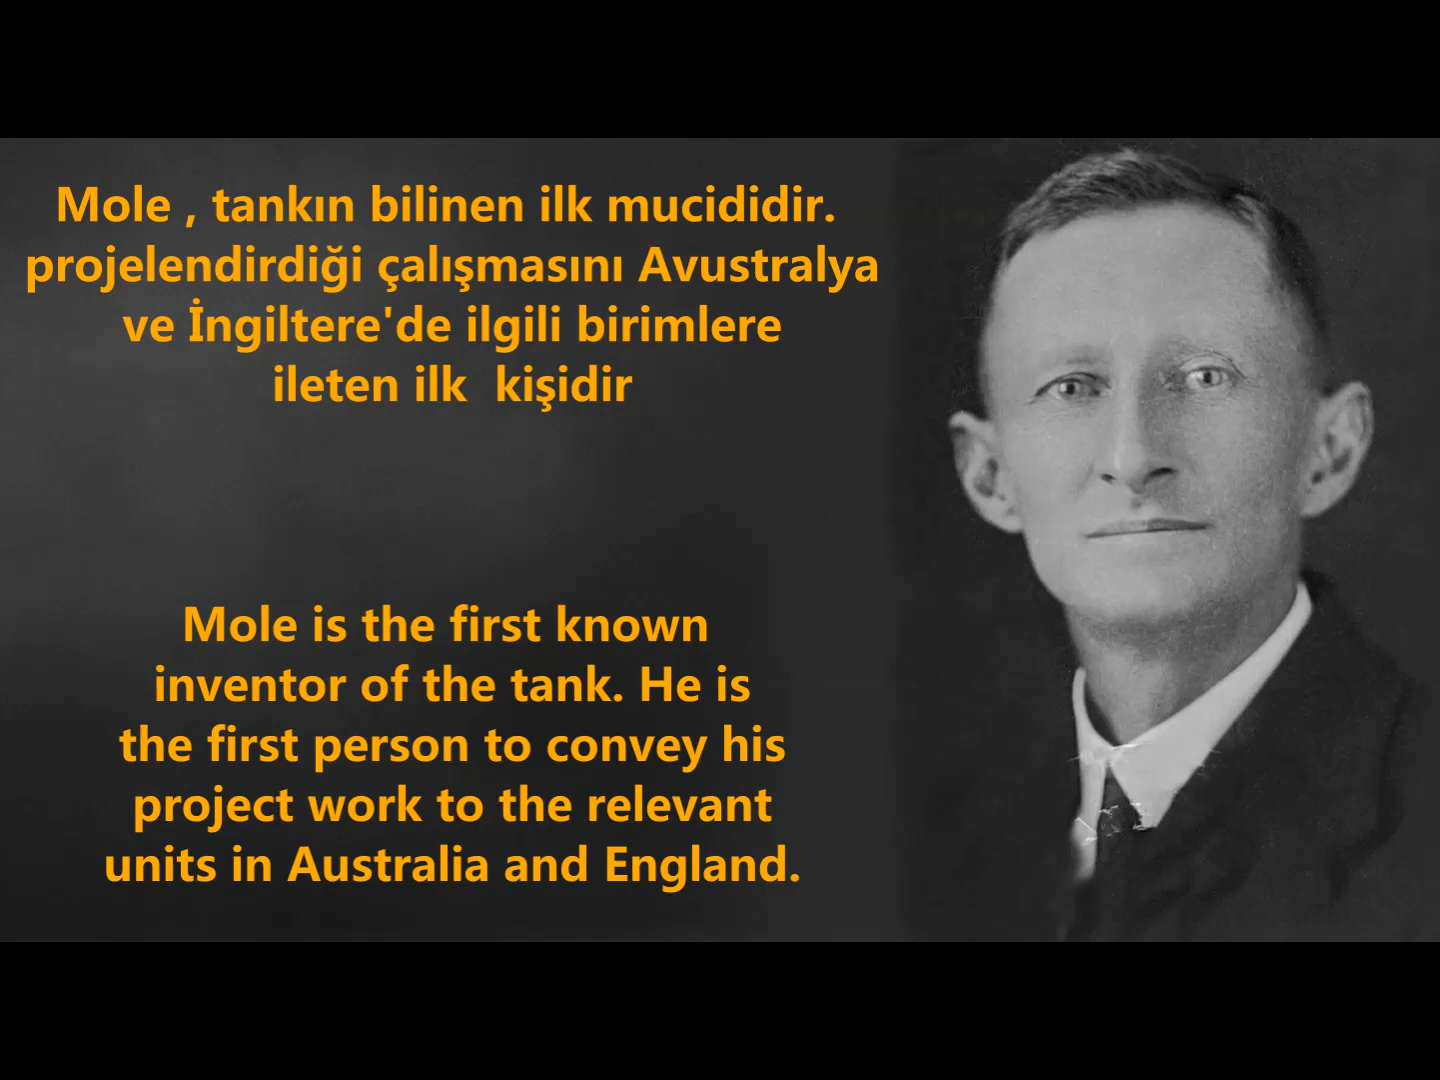 Mole , tankın bilinen ilk mucididir.
projelendirdiği çalışmasını Avustralya
ve İngiltere'de ilgili birimlere
ileten ilk  kişidir
Mole is the first known
inventor of the tank. He is
the first person to convey his
project work to the relevant
units in Australia and England.